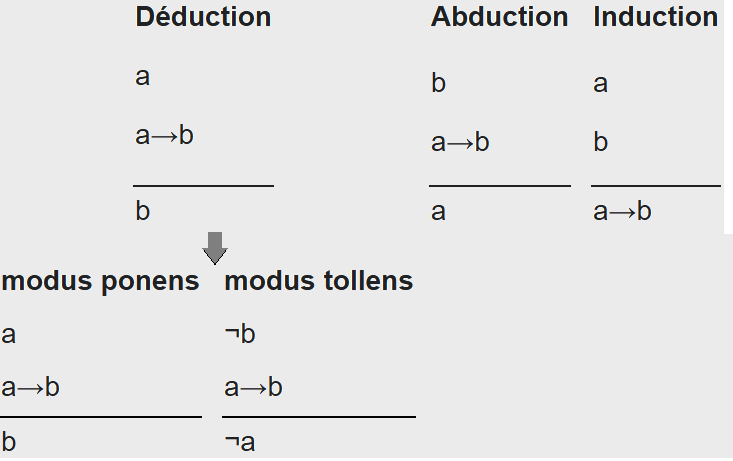 Déduction
a
a→b
b
Abduction
b
a→b
a
Induction
a
b
a→b
modus ponens
a
a→b
b
modus tollens
¬b
a→b
¬a